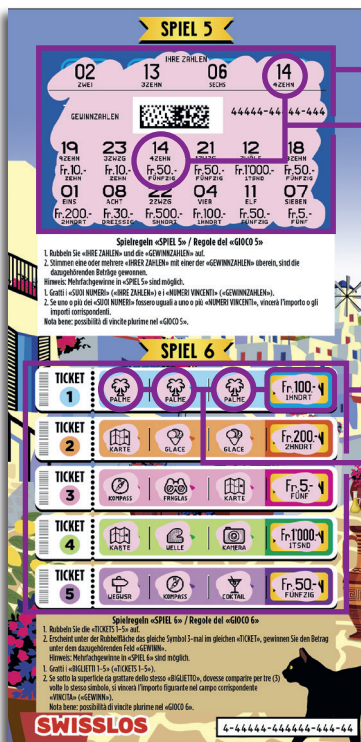 SPIEL 5
IHRE ZAHLEN
02 13 06 14
ZWEI 3ZEHN SECHS 4ZEHN
GEWINNZAHLEN 44444-44444-444
19 23 14 21 12 18
9ZEHN 3ZWZG 4ZEHN 1ZWZG ZWÖLF 8ZEHN
Fr.10.- Fr.10.- Fr.50.- Fr.50.- Fr.1'000.- Fr.50.-
ZEHN ZEHN FÜNFZIG FÜNFZIG 1TSND FÜNFZIG
01 08 22 04 11 07
EINS ACHT 2ZWZG VIER ELF SIEBEN
Fr.200.- Fr.30.- Fr.500.- Fr.100.- Fr.50.- Fr.5.-
2HNDRT DREISSIG 5HNDRT 1HNDRT FÜNFZIG FÜNF
Spielregeln «SPIEL 5» / Regole del «GIOCO 5»
1. Rubbeln Sie «IHRE ZAHLEN» und die «GEWINNZAHLEN» auf.
2. Stimmen eine oder mehrere «IHRER ZAHLEN» mit einer der «GEWINNZAHLEN» überein, sind die
dazugehörenden Beträge gewonnen.
Hinweis: Mehrfachgewinne in «SPIEL 5» sind möglich.
1. Gratti i «SUOI NUMERI» («IHRE ZAHLEN») e i «NUMERI VINCENTI» («GEWINNZAHLEN»).
2. Se uno o più dei «SUOI NUMERI» fossero uguali a uno o più «NUMERI VINCENTI», vincerà l'importo o gli
importi corrispondenti.
Nota bene: possibilità di vincite plurime nel «GIOCO 5».
SPIEL 6
TICKET 1 PALME PALME PALME Fr.100.- 1HNDRT
TICKET 2 KARTE GLACE GLACE Fr.200.- 2HNDRT
TICKET 3 KOMPASS FRNGLAS KARTE Fr.5.- FÜNF
TICKET 4 KARTE WELLE KAMERA Fr.1'000.- 1TSND
TICKET 5 WEGWSR KOMPASS COKTAIL Fr.50.- FÜNFZIG
Spielregeln «SPIEL 6» / Regole del «GIOCO 6»
1. Rubbeln Sie die «TICKETS 1-5» auf.
2. Erscheint unter der Rubbelfläche das gleiche Symbol 3-mal im gleichen «TICKET», gewinnen Sie den Betrag
unter dem dazugehörenden Feld «GEWINN».
Hinweis: Mehrfachgewinne in «SPIEL 6» sind möglich.
1. Gratti i «BIGLIETTI 1-5» («TICKETS 1-5»).
2. Se sotto la superficie da grattare dello stesso «BIGLIETTO», dovesse comparire per tre (3)
volte lo stesso simbolo, si vincerà l'importo figurante nel campo corrispondente
«VINCITA» («GEWINN»).
Nota bene: possibilità di vincite plurime nel «GIOCO 6».
SWISSLOS
4-44444-444444-444-44